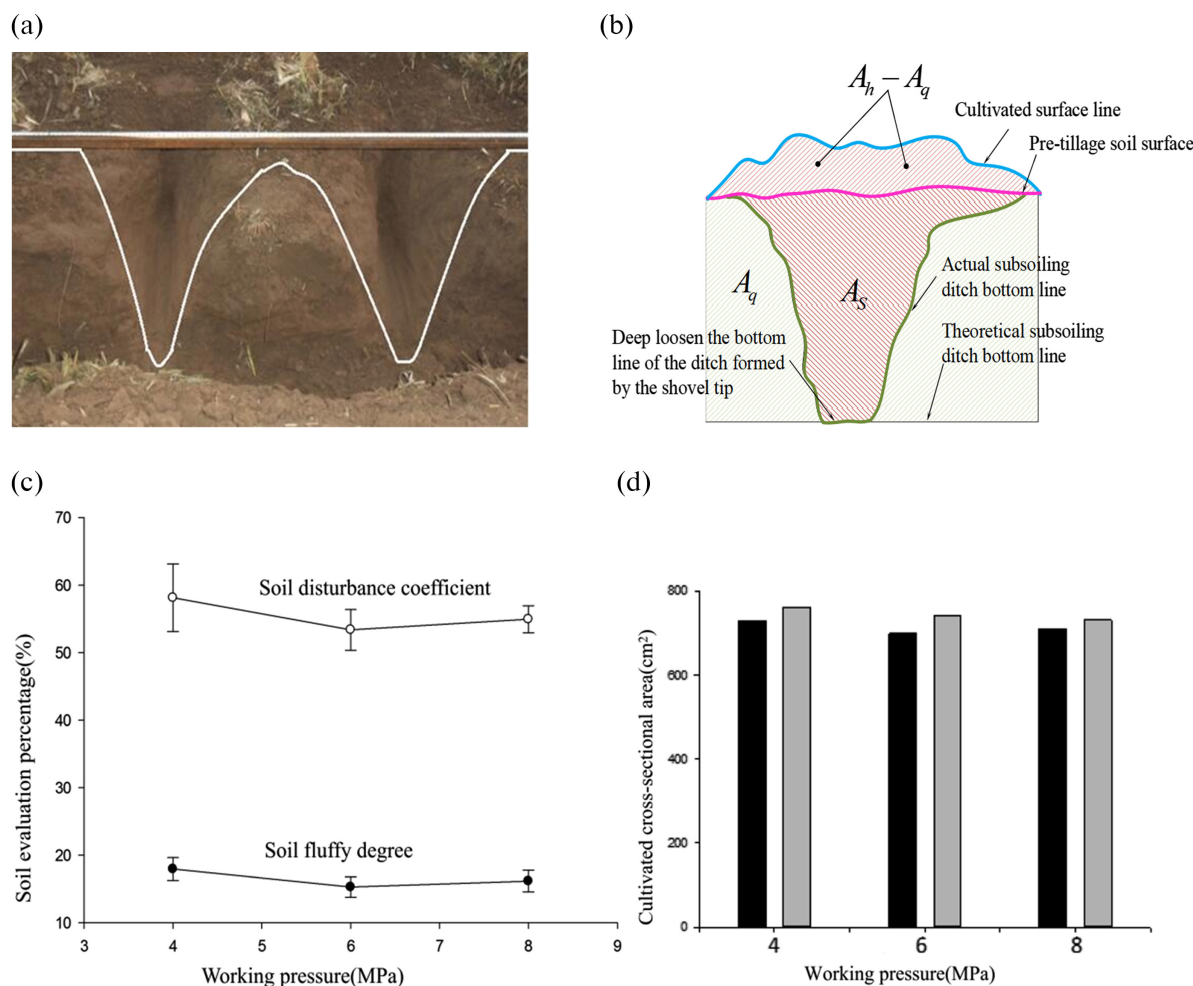 (a)
(b)
A_h − A_q
Cultivated surface line
Pre-tillage soil surface
A_q
A_S
Actual subsoiling
ditch bottom line
Deep loosen the bottom
line of the ditch formed
by the shovel tip
Theoretical subsoiling
ditch bottom line
(c)
70
60
50
40
30
20
10
3
4
5
6
7
8
9
Soil evaluation percentage(%)
Soil disturbance coefficient
Soil fluffy degree
Working pressure(MPa)
(d)
800
600
400
200
0
4
6
8
Cultivated cross-sectional area(cm²)
Working pressure(MPa)